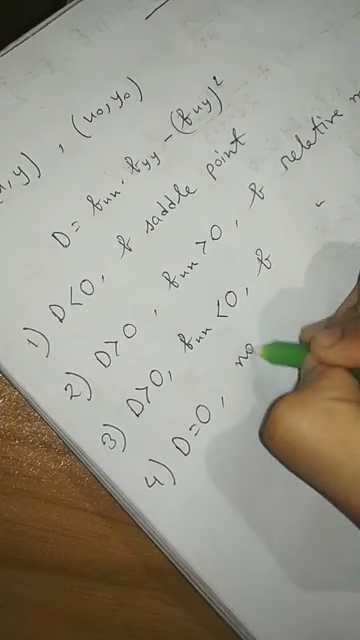 , y) , (x₀, y₀)
D = fxx . fyy - (fxy)²
1) D<0, f saddle point
2) D>0, fxx >0, f relative m
3) D>0, fxx <0, f "
4) D=0, no